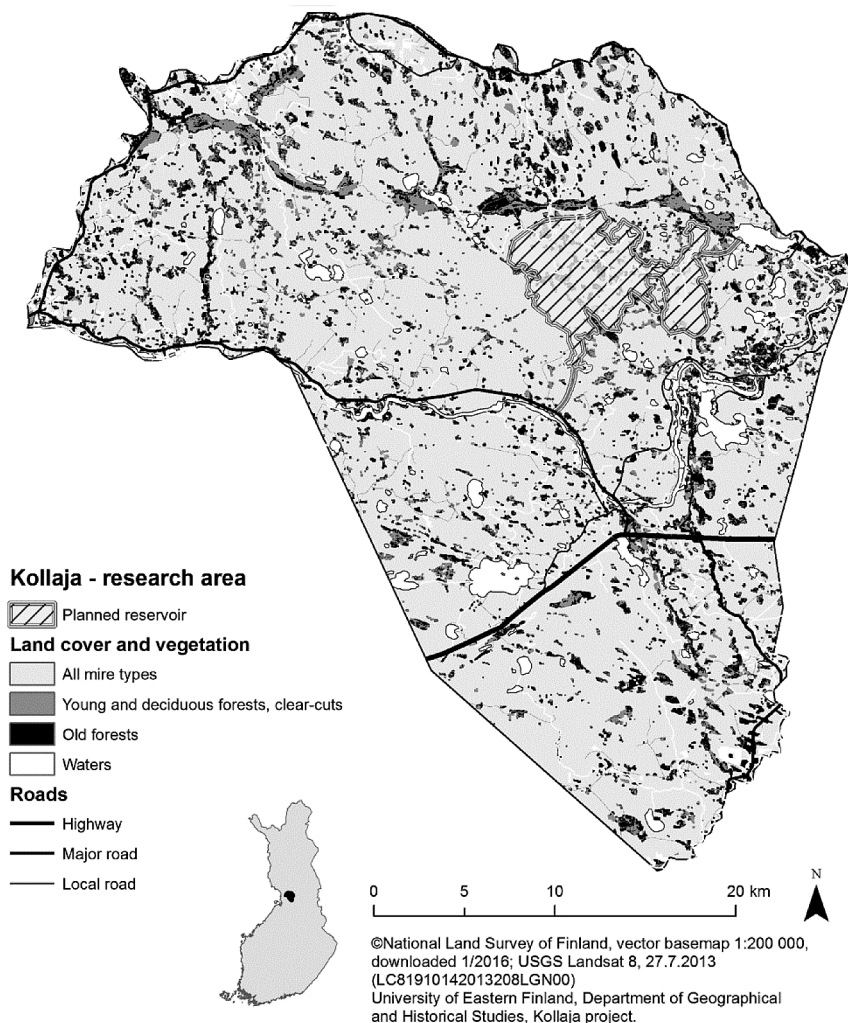 Kollaja - research area
Planned reservoir
Land cover and vegetation
All mire types
Young and deciduous forests, clear-cuts
Old forests
Waters
Roads
Highway
Major road
Local road
N
0 5 10 20 km
©National Land Survey of Finland, vector basemap 1:200 000,
downloaded 1/2016; USGS Landsat 8, 27.7.2013
(LC81910142013208LGN00)
University of Eastern Finland, Department of Geographical
and Historical Studies, Kollaja project.